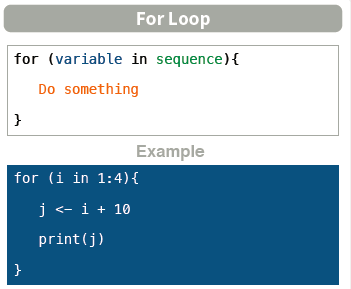 For Loop
for (variable in sequence){
Do something
}
Example
for (i in 1:4){
j <- i + 10
print(j)
}